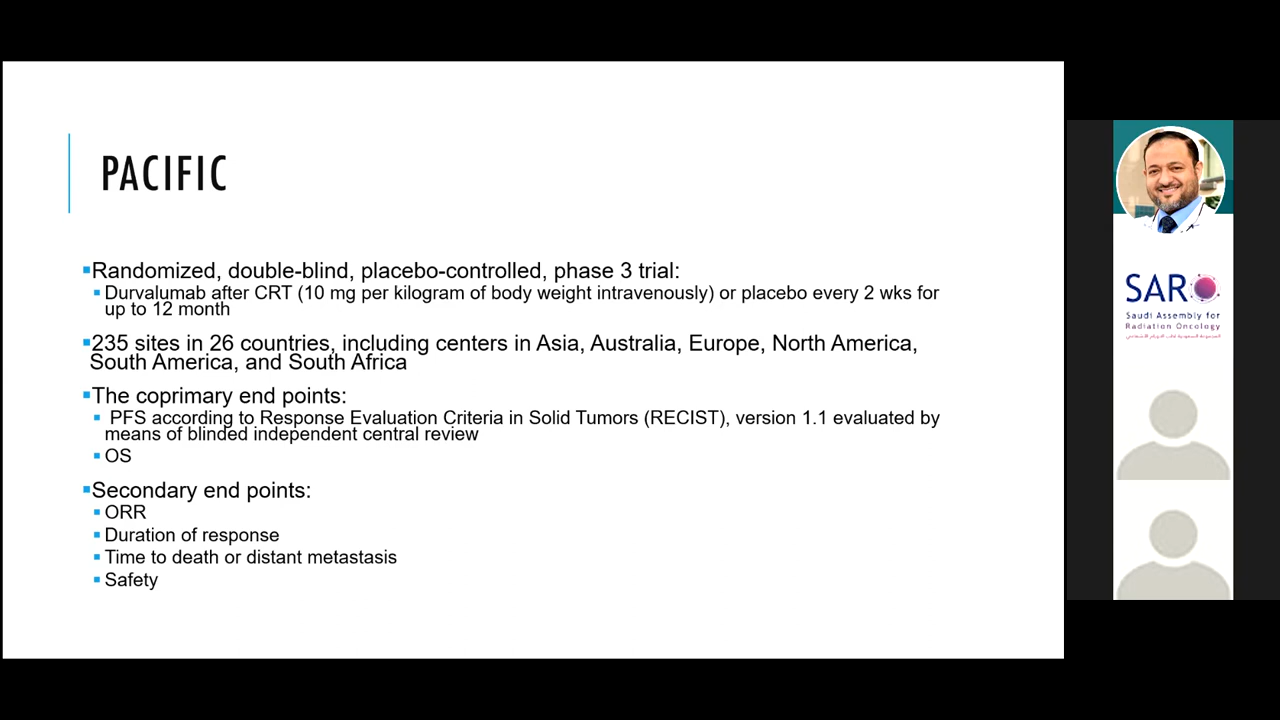 PACIFIC
Randomized, double-blind, placebo-controlled, phase 3 trial:
Durvalumab after CRT (10 mg per kilogram of body weight intravenously) or placebo every 2 wks for
up to 12 month
235 sites in 26 countries, including centers in Asia, Australia, Europe, North America,
South America, and South Africa
The coprimary end points:
PFS according to Response Evaluation Criteria in Solid Tumors (RECIST), version 1.1 evaluated by
means of blinded independent central review
OS
Secondary end points:
ORR
Duration of response
Time to death or distant metastasis
Safety
SARO
Saudi Assembly for
Radiation Oncology